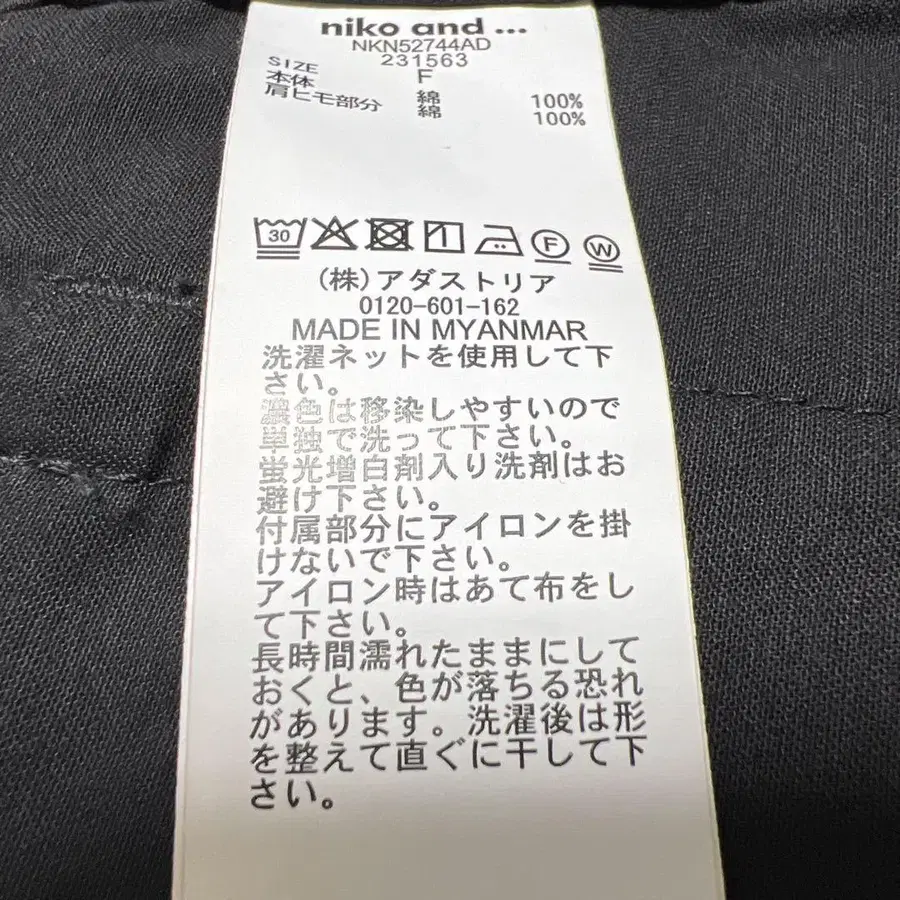 niko and ...
NKN52744AD
231563
SIZE F
本体 綿 100%
肩ヒモ部分 綿 100%
30 F W
(株)アダストリア
0120-601-162
MADE IN MYANMAR
洗濯ネットを使用して下
さい。
濃色は移染しやすいので
単独で洗って下さい。
蛍光増白剤入り洗剤はお
避け下さい。
付属部分にアイロンを掛
けないで下さい。
アイロン時はあて布をし
て下さい。
長時間濡れたままにして
おくと、色が落ちる恐れ
があります。洗濯後は形
を整えて直ぐに干して下
さい。